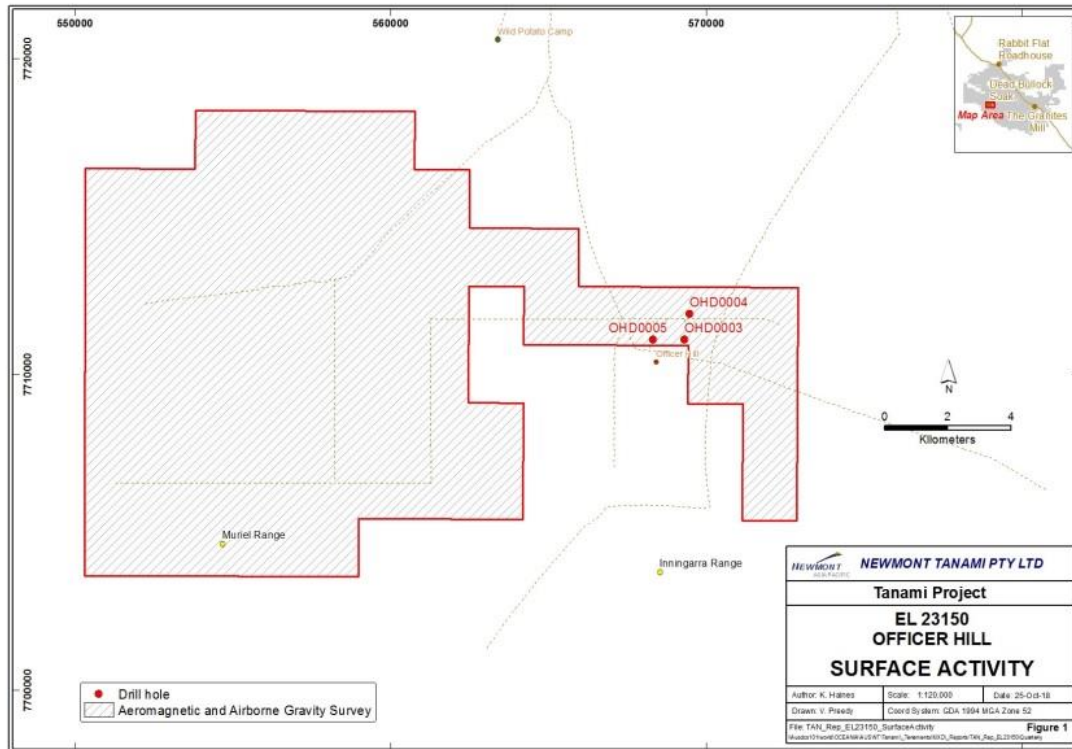 550000
560000
570000
7720000
7710000
7700000
Wild Potato Camp
Rabbit Flat
Roadhouse
Dead Bullock
Soak
Map Area
The Granites
Mill
OHD0004
OHD0005
OHD0003
Officer Hill
N
0 2 4
Kilometers
Muriel Range
Inningarra Range
Drill hole
Aeromagnetic and Airborne Gravity Survey
NEWMONT
ASIA PACIFIC
NEWMONT TANAMI PTY LTD
Tanami Project
EL 23150
OFFICER HILL
SURFACE ACTIVITY
Author: K. Haines
Scale: 1:120,000
Date: 25-Oct-18
Drawn: V. Preedy
Coord System: GDA 1994 MGA Zone 52
File: TAN_Rep_EL23150_SurfaceActivity
Figure 1